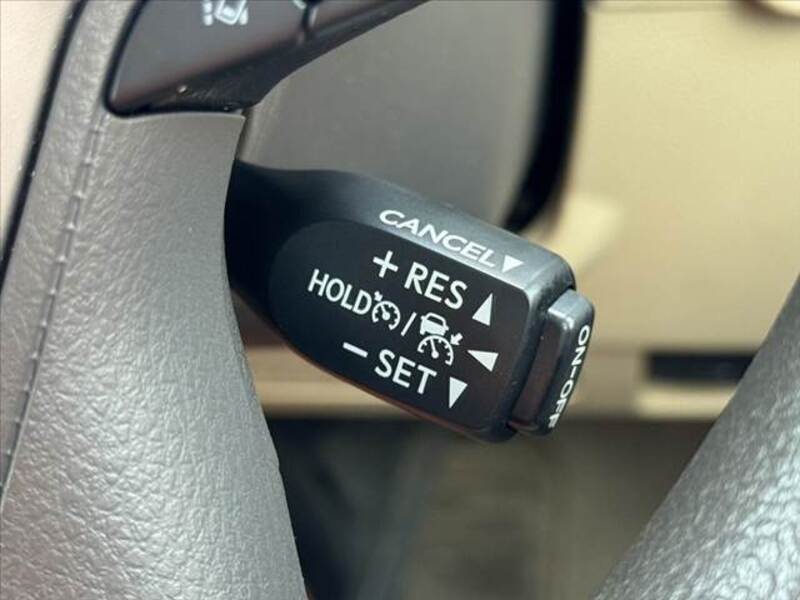 CANCEL▼
+ RES ▲
HOLD / ◀
− SET ▼
ON-OFF